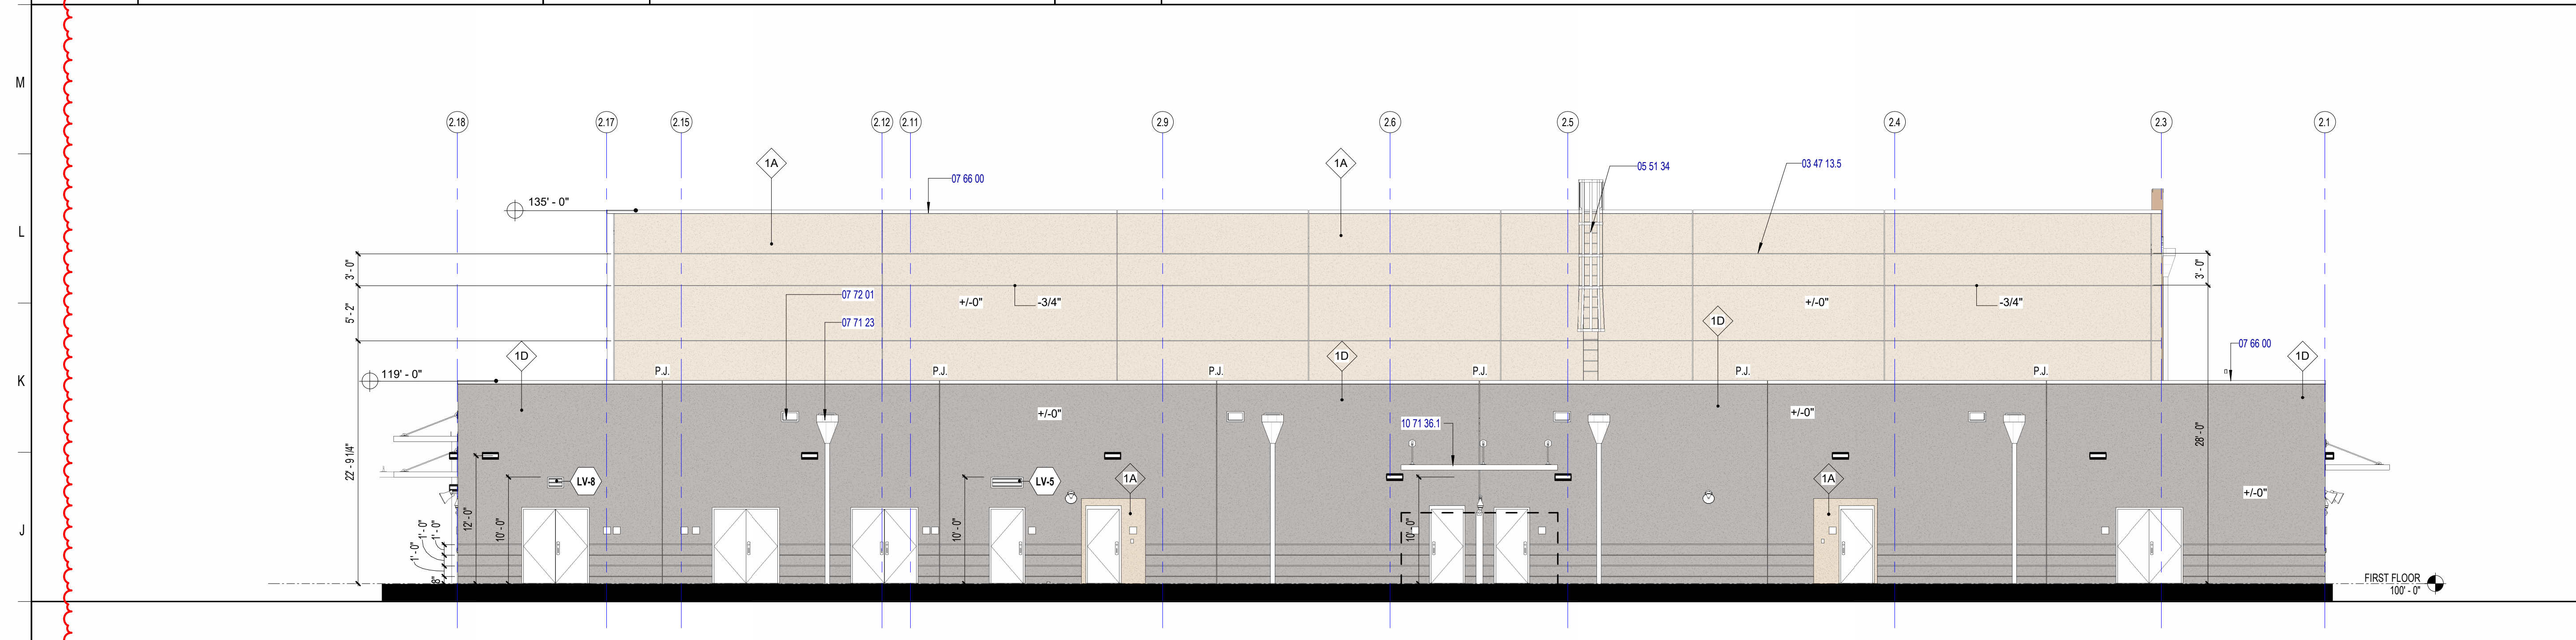 M
L
K
J
2.18
2.17
2.15
2.12
2.11
2.9
2.6
2.5
2.4
2.3
2.1
1A
1A
05 51 34
03 47 13.5
07 66 00
135' - 0"
3' - 0"
3' - 0"
07 72 01
+/-0"
-3/4"
+/-0"
-3/4"
5' - 2"
07 71 23
1D
1D
1D
07 66 00
1D
119' - 0"
P.J.
P.J.
P.J.
P.J.
P.J.
P.J.
+/-0"
+/-0"
10 71 36.1
28' - 0"
22' - 9 1/4"
LV-8
LV-5
1A
1A
+/-0"
12' - 0"
10' - 0"
10' - 0"
10' - 0"
1' - 0"
1' - 0"
1' - 0"
8"
FIRST FLOOR
100' - 0"